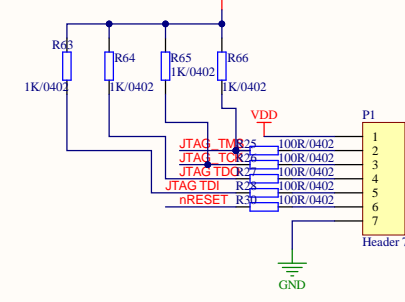 R63
R64
R65
R66
1K/0402
1K/0402
1K/0402
1K/0402
VDD
P1
JTAG_TMS
R25
100R/0402
1
2
JTAG_TCK
R26
100R/0402
3
JTAG TDO
R27
100R/0402
4
JTAG TDI
R28
100R/0402
5
nRESET
R30
100R/0402
6
7
Header 7
GND